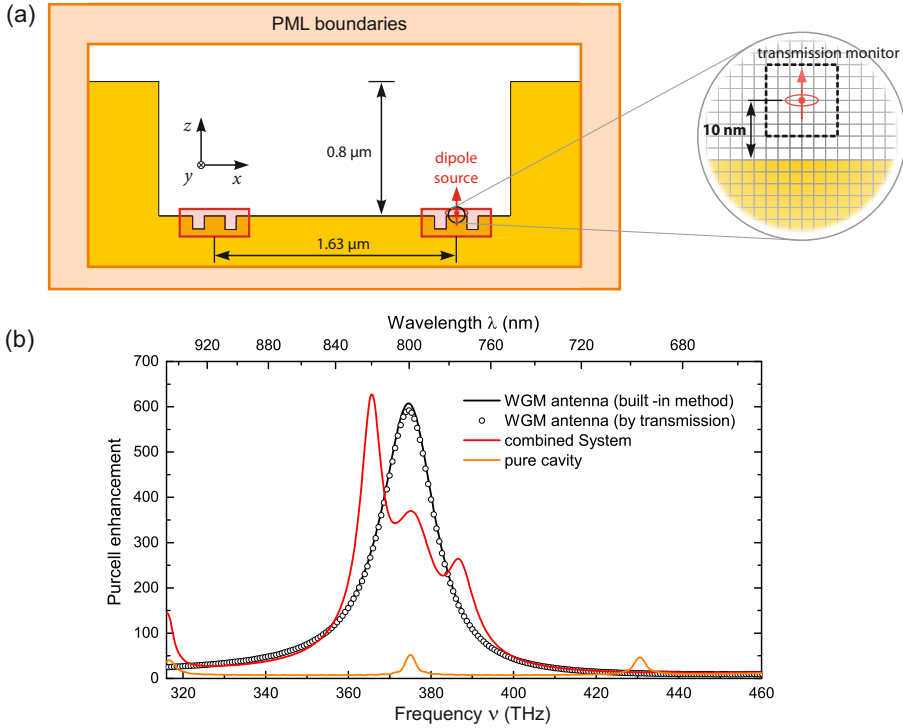 (a)
PML boundaries
transmission monitor
10 nm
z
y
x
0.8 µm
dipole
source
1.63 µm
(b)
Wavelength λ (nm)
920 880 840 800 760 720 680
700
600
500
400
300
200
100
0
Purcell enhancement
WGM antenna (built -in method)
WGM antenna (by transmission)
combined System
pure cavity
320 340 360 380 400 420 440 460
Frequency ν (THz)